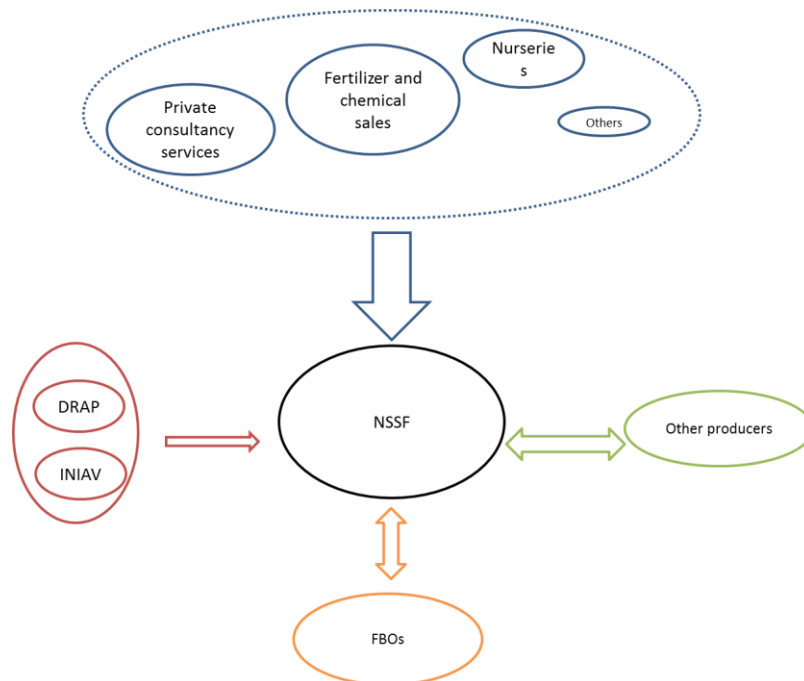 Nurserie
s
Fertilizer and
chemical
sales
Private
consultancy
services
Others
DRAP
INIAV
NSSF
Other producers
FBOs